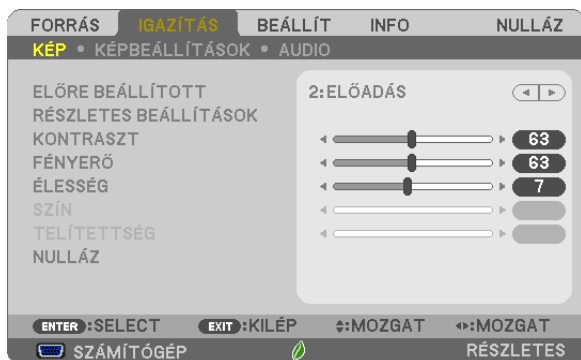 FORRÁS IGAZÍTÁS BEÁLLÍT INFO NULLÁZ
KÉP • KÉPBEÁLLÍTÁSOK • AUDIO
ELŐRE BEÁLLÍTOTT 2:ELŐADÁS
RÉSZLETES BEÁLLÍTÁSOK
KONTRASZT 63
FÉNYERŐ 63
ÉLESSÉG 7
SZÍN
TELÍTETTSÉG
NULLÁZ
ENTER:SELECT EXIT:KILÉP :MOZGAT :MOZGAT
SZÁMÍTÓGÉP RÉSZLETES